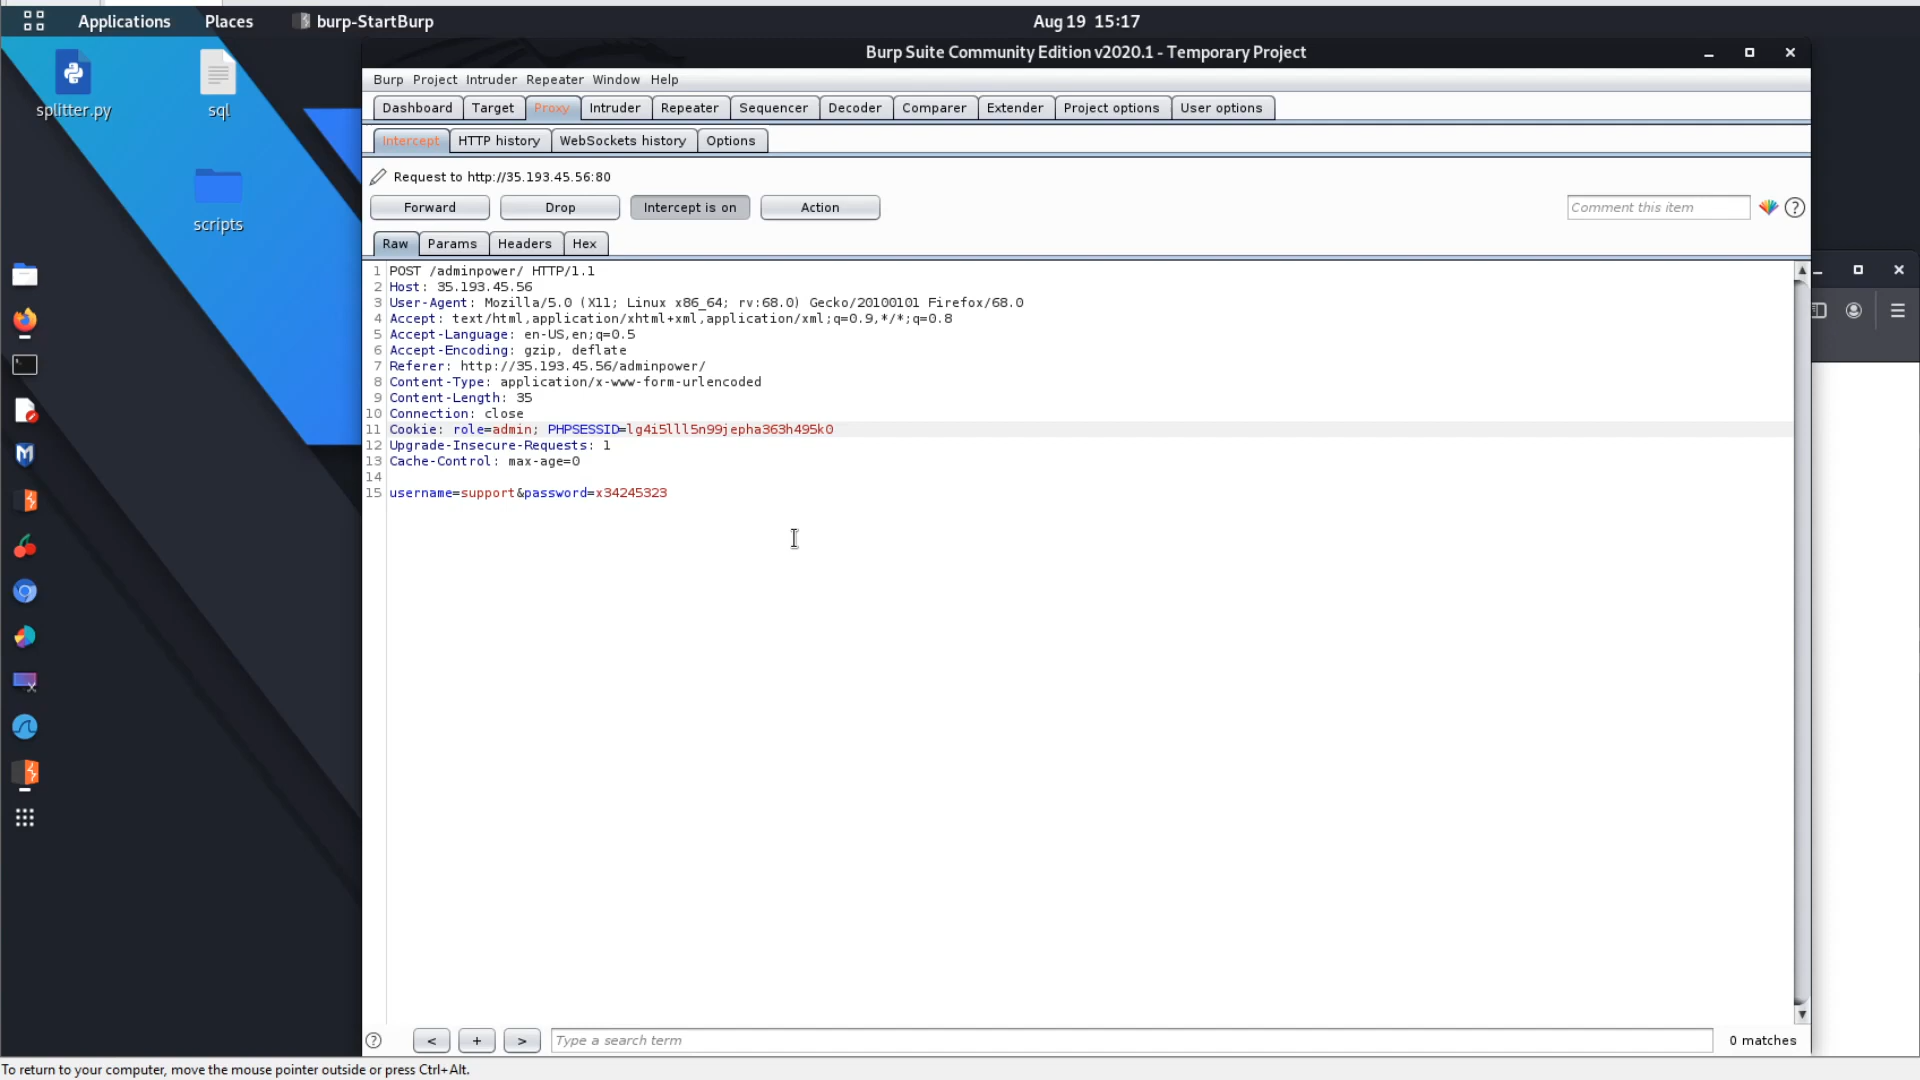 Applications Places burp-StartBurp Aug 19 15:17
splitter.py
sql
scripts
Burp Suite Community Edition v2020.1 - Temporary Project
Burp Project Intruder Repeater Window Help
Dashboard Target Proxy Intruder Repeater Sequencer Decoder Comparer Extender Project options User options
Intercept HTTP history WebSockets history Options
Request to http://35.193.45.56:80
Forward Drop Intercept is on Action Comment this item ?
Raw Params Headers Hex
1 POST /adminpower/ HTTP/1.1
2 Host: 35.193.45.56
3 User-Agent: Mozilla/5.0 (X11; Linux x86_64; rv:68.0) Gecko/20100101 Firefox/68.0
4 Accept: text/html,application/xhtml+xml,application/xml;q=0.9,*/*;q=0.8
5 Accept-Language: en-US,en;q=0.5
6 Accept-Encoding: gzip, deflate
7 Referer: http://35.193.45.56/adminpower/
8 Content-Type: application/x-www-form-urlencoded
9 Content-Length: 35
10 Connection: close
11 Cookie: role=admin; PHPSESSID=lg4i5lll5n99jepha363h495k0
12 Upgrade-Insecure-Requests: 1
13 Cache-Control: max-age=0
14
15 username=support&password=x34245323
? < + > Type a search term 0 matches
To return to your computer, move the mouse pointer outside or press Ctrl+Alt.